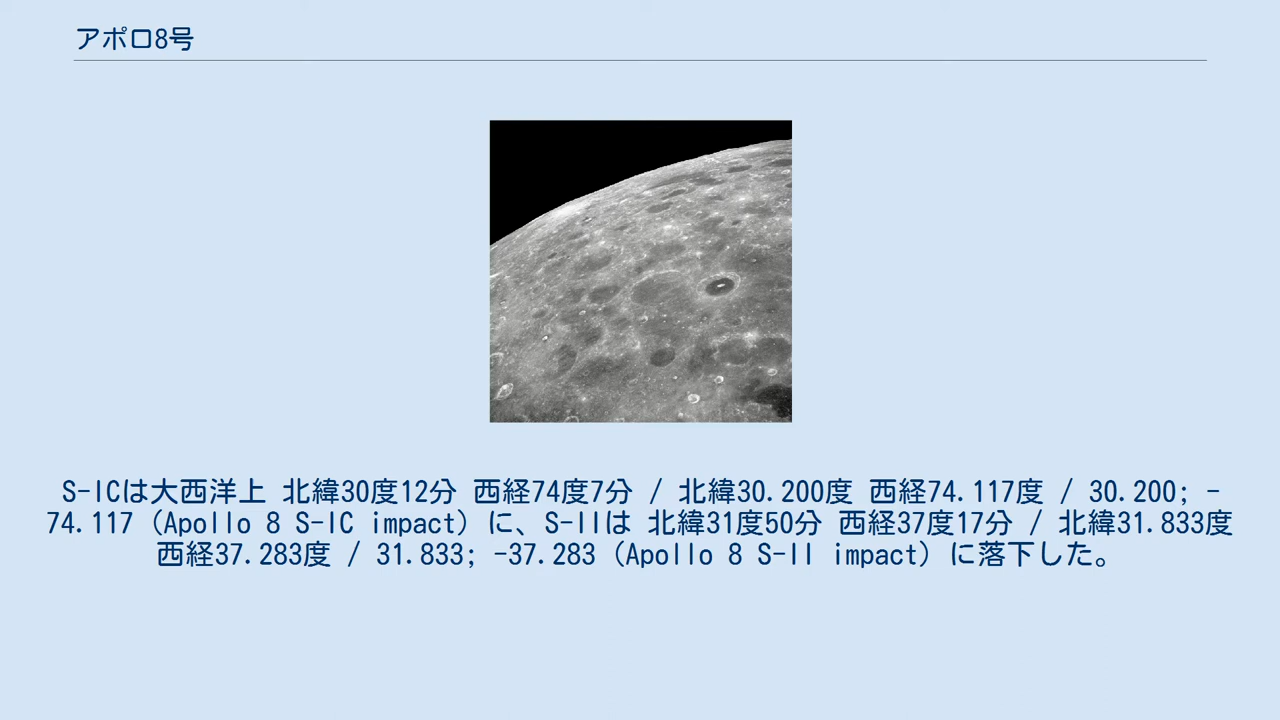 アポロ8号
S-ICは大西洋上 北緯30度12分 西経74度7分 / 北緯30.200度 西経74.117度 / 30.200; -
74.117 (Apollo 8 S-IC impact) に、S-IIは 北緯31度50分 西経37度17分 / 北緯31.833度
西経37.283度 / 31.833; -37.283 (Apollo 8 S-II impact) に落下した。